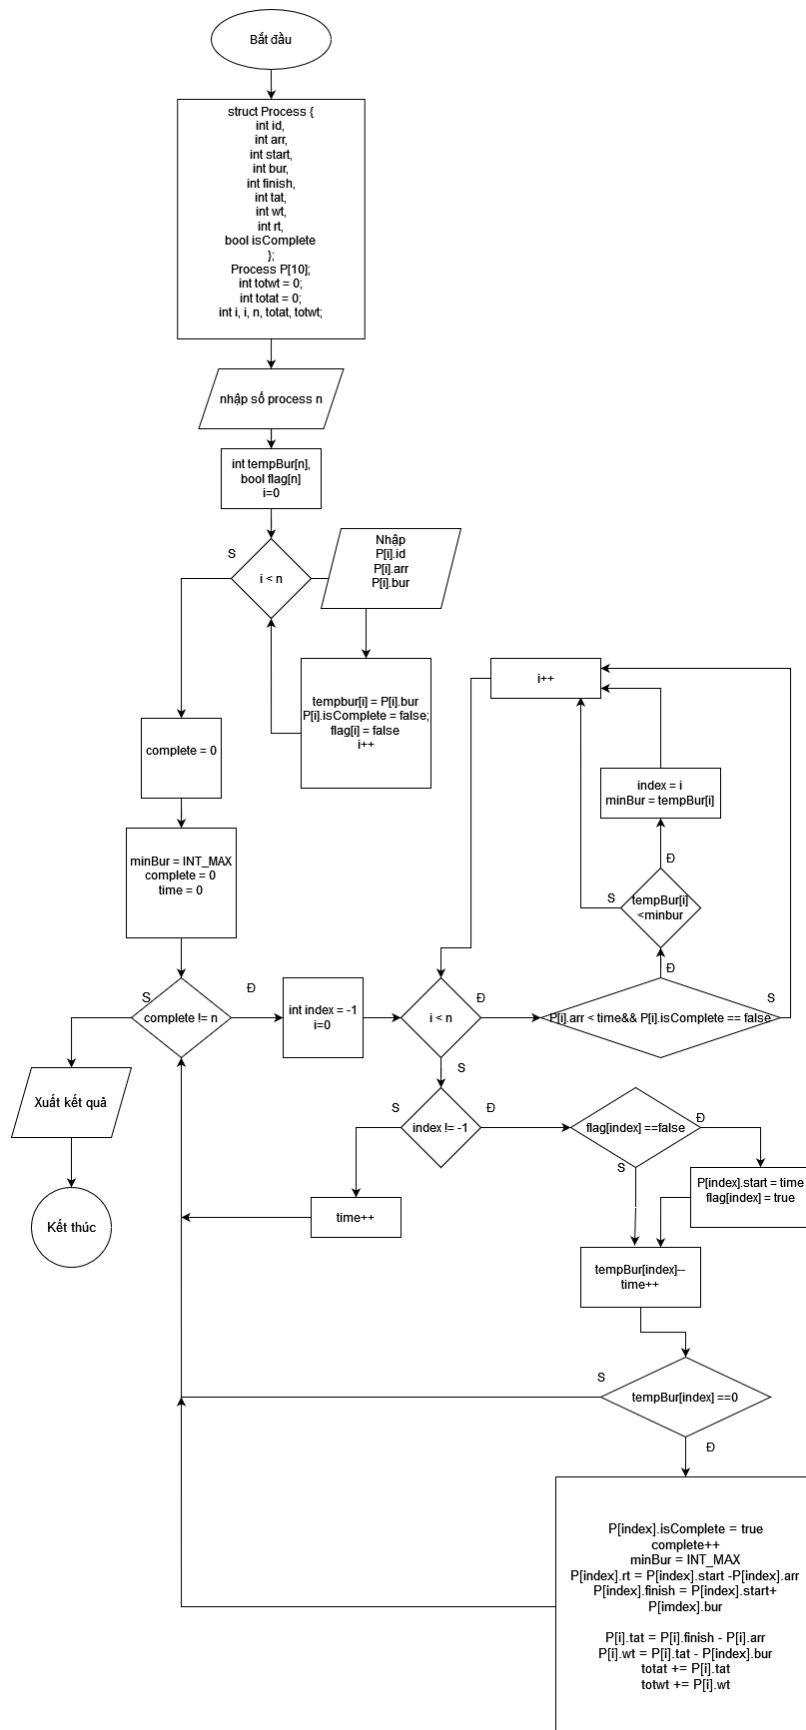 Bắt đầu
struct Process {
int id,
int arr,
int start,
int bur,
int finish,
int tat,
int wt,
int rt,
bool isComplete
};
Process P[10];
int totwt = 0;
int totat = 0;
int i, i, n, totat, totwt;
nhập số process n
int tempBur[n],
bool flag[n]
i=0
S
i < n
Nhập
P[i].id
P[i].arr
P[i].bur
tempbur[i] = P[i].bur
P[i].isComplete = false;
flag[i] = false
i++
i++
complete = 0
index = i
minBur = tempBur[i]
minBur = INT_MAX
complete = 0
time = 0
Đ
S
tempBur[i]
<minbur
Đ
S
complete != n
Đ
int index = -1
i=0
i < n
Đ
P[i].arr < time&& P[i].isComplete == false
S
S
Xuất kết quả
S
index != -1
Đ
flag[index] ==false
Đ
S
P[index].start = time
flag[index] = true
time++
Kết thúc
tempBur[index]--
time++
S
tempBur[index] ==0
Đ
P[index].isComplete = true
complete++
minBur = INT_MAX
P[index].rt = P[index].start -P[index].arr
P[index].finish = P[index].start+
P[imdex].bur
P[i].tat = P[i].finish - P[i].arr
P[i].wt = P[i].tat - P[index].bur
totat += P[i].tat
totwt += P[i].wt